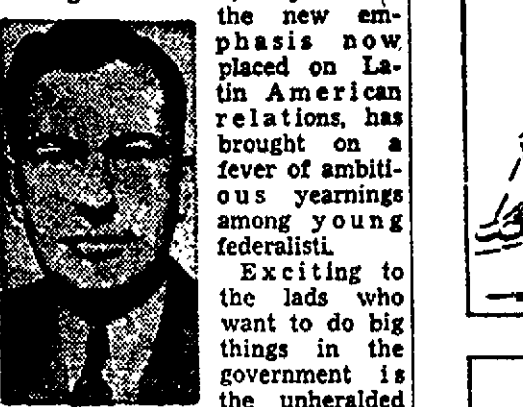 the new em-
phasis now
placed on La-
tin American
relations, has
brought on a
fever of ambiti-
ous yearnings
among young
federalisti.
Exciting to
the lads who
want to do big
things in the
government is
the unheralded